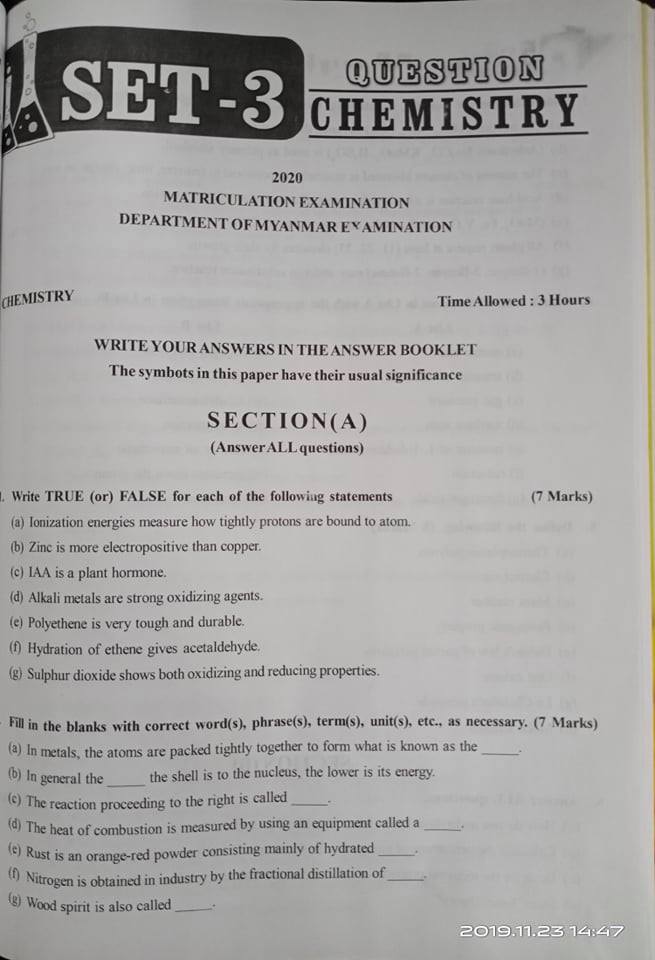 SET-3
QUESTION
CHEMISTRY
2020
MATRICULATION EXAMINATION
DEPARTMENT OF MYANMAR EXAMINATION
CHEMISTRY
Time Allowed : 3 Hours
WRITE YOUR ANSWERS IN THE ANSWER BOOKLET
The symbots in this paper have their usual significance
SECTION(A)
(Answer ALL questions)
. Write TRUE (or) FALSE for each of the following statements (7 Marks)
(a) Ionization energies measure how tightly protons are bound to atom.
(b) Zinc is more electropositive than copper.
(c) IAA is a plant hormone.
(d) Alkali metals are strong oxidizing agents.
(e) Polyethene is very tough and durable.
(f) Hydration of ethene gives acetaldehyde.
(g) Sulphur dioxide shows both oxidizing and reducing properties.
Fill in the blanks with correct word(s), phrase(s), term(s), unit(s), etc., as necessary. (7 Marks)
(a) In metals, the atoms are packed tightly together to form what is known as the ______.
(b) In general the ______ the shell is to the nucleus, the lower is its energy.
(c) The reaction proceeding to the right is called ______.
(d) The heat of combustion is measured by using an equipment called a ______.
(e) Rust is an orange-red powder consisting mainly of hydrated ______.
(f) Nitrogen is obtained in industry by the fractional distillation of ______.
(g) Wood spirit is also called ______.
2019.11.23 14:47